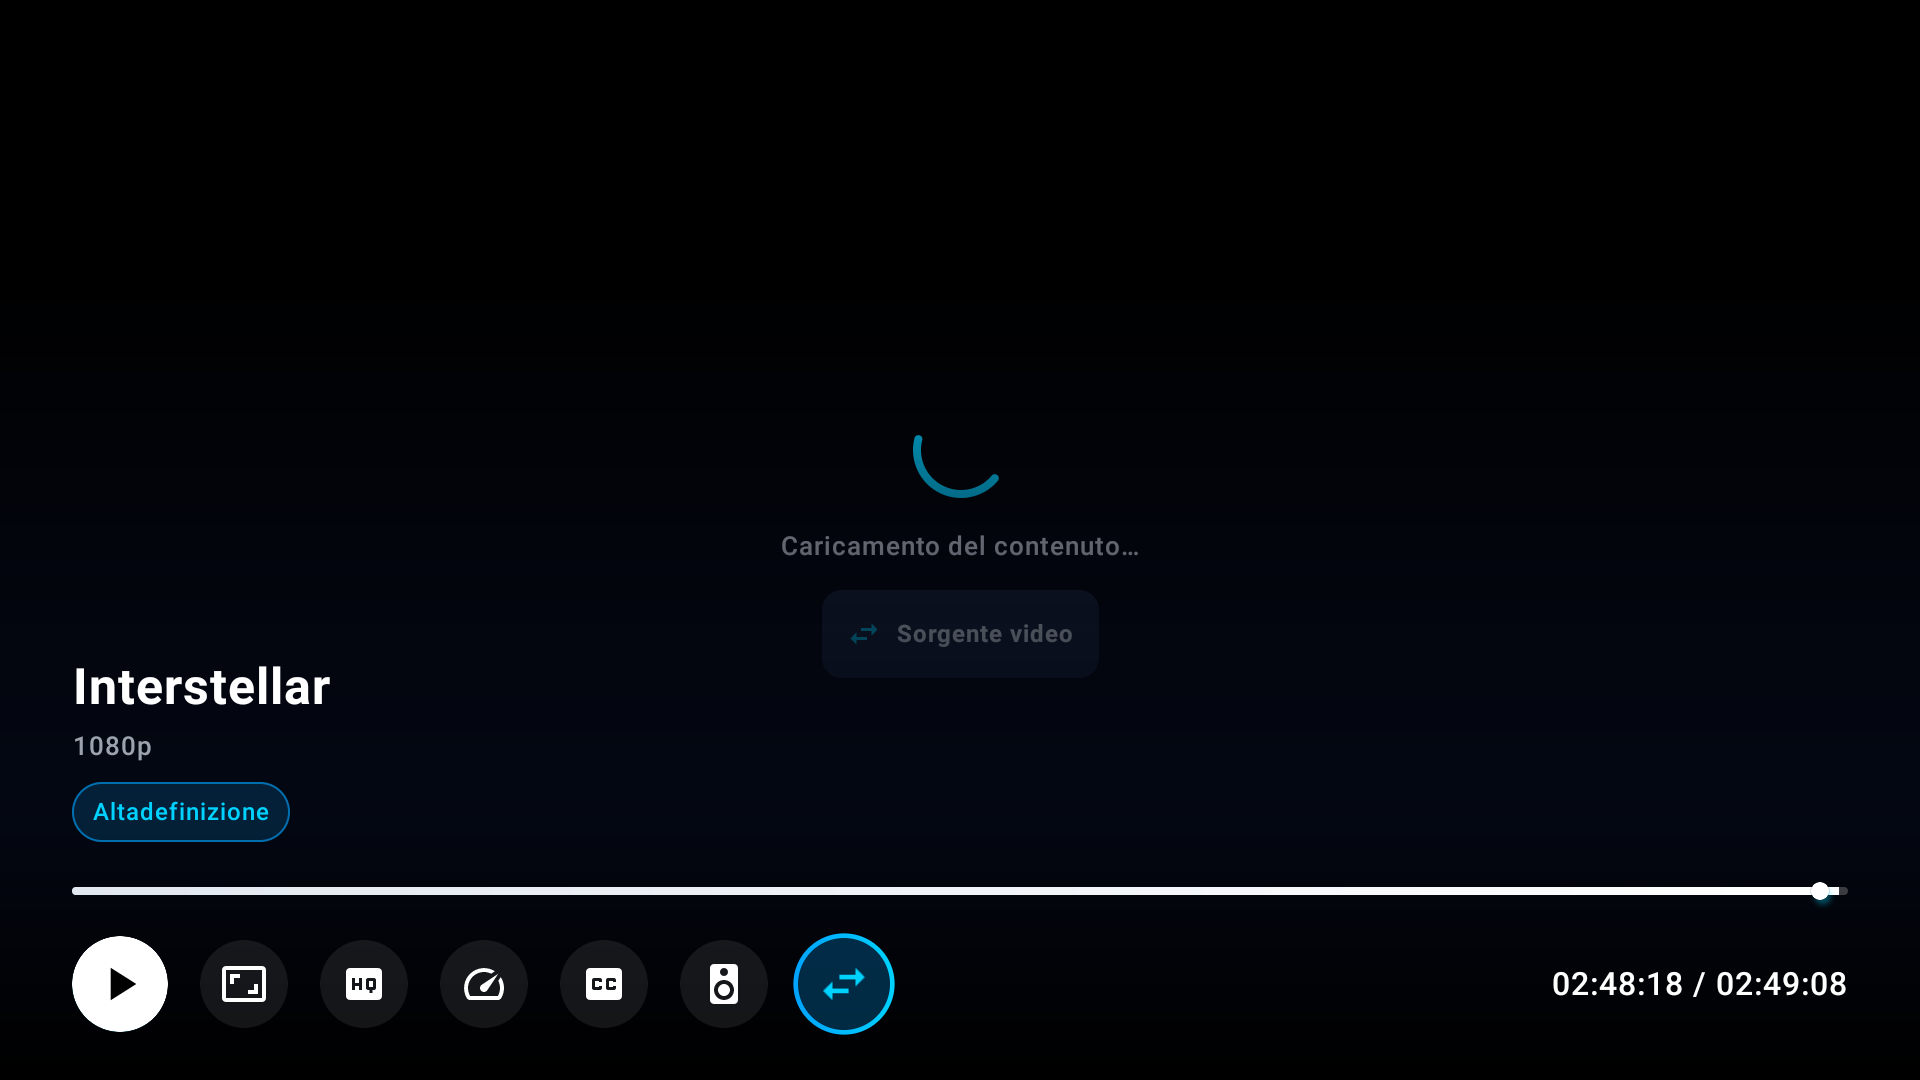 Caricamento del contenuto…
Sorgente video
Interstellar
1080p
Altadefinizione
HQ
CC
02:48:18 / 02:49:08